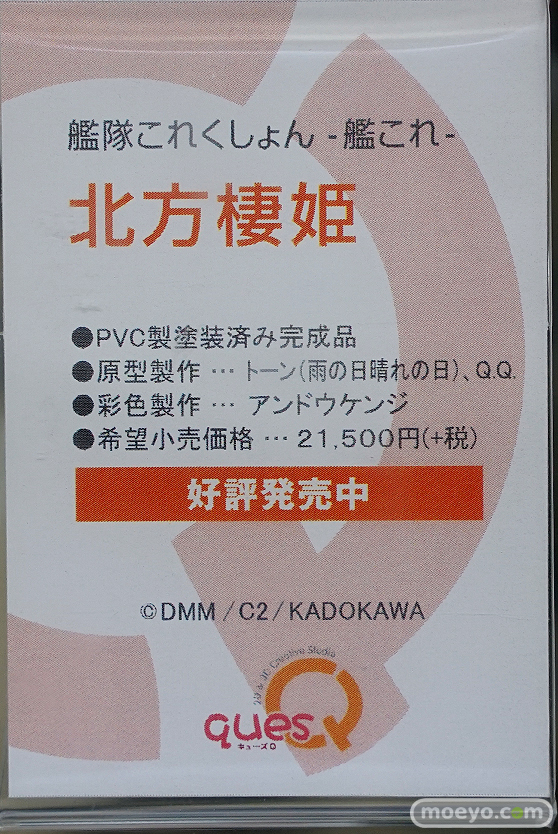 艦隊これくしょん -艦これ-
北方棲姫
●PVC製塗装済み完成品
●原型製作 … トーン(雨の日晴れの日)、Q.Q.
●彩色製作 … アンドウケンジ
●希望小売価格 … 21,500円(+税)
好評発売中
©DMM / C2 / KADOKAWA
2D & 3D Creative Studio
ques Q
キューズQ
moeyo.com